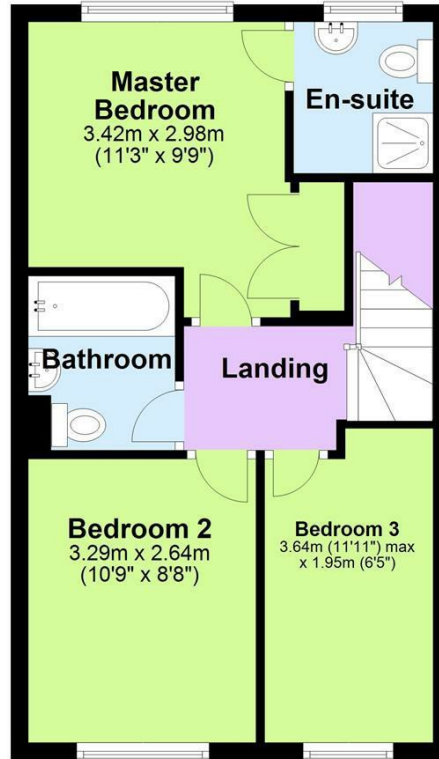 Master
Bedroom
3.42m x 2.98m
(11'3" x 9'9")
En-suite
Bathroom
Landing
Bedroom 2
3.29m x 2.64m
(10'9" x 8'8")
Bedroom 3
3.64m (11'11") max
x 1.95m (6'5")